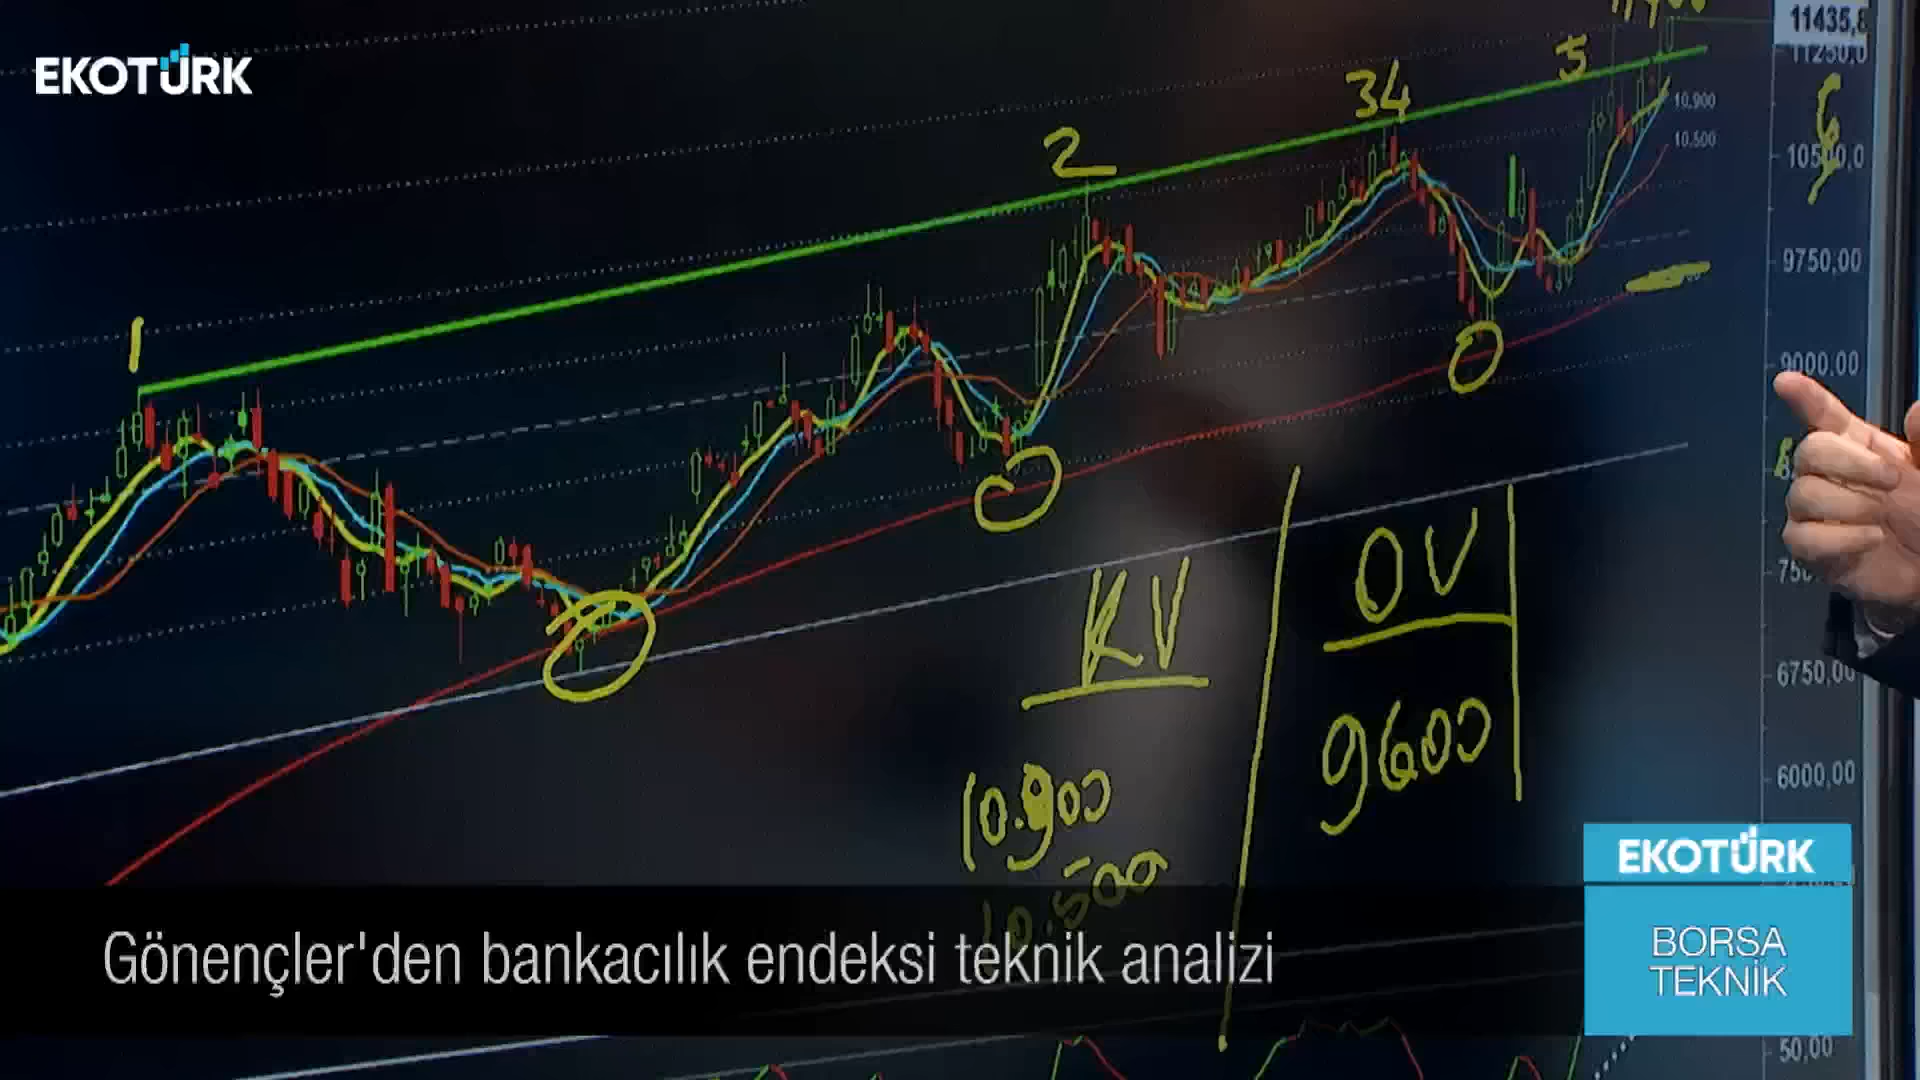 EKOTÜRK
11435,8
11250,0
5
34
10.900
2
10.500
10500,0
9750,00
1
9000,00
KV
OV
6750,00
9600
6000,00
10.900
10.500
EKOTÜRK
Gönençler'den bankacılık endeksi teknik analizi
BORSA
TEKNİK
50,00